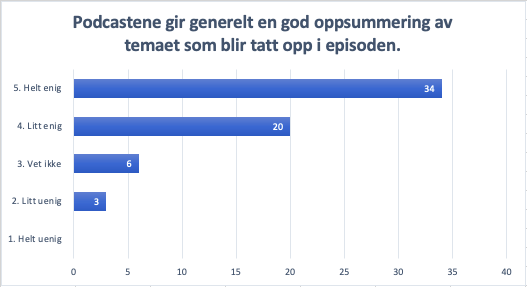 Podcastene gir generelt en god oppsummering av
temaet som blir tatt opp i episoden.
5. Helt enig
34
4. Litt enig
20
3. Vet ikke
6
2. Litt uenig
3
1. Helt uenig
0 5 10 15 20 25 30 35 40